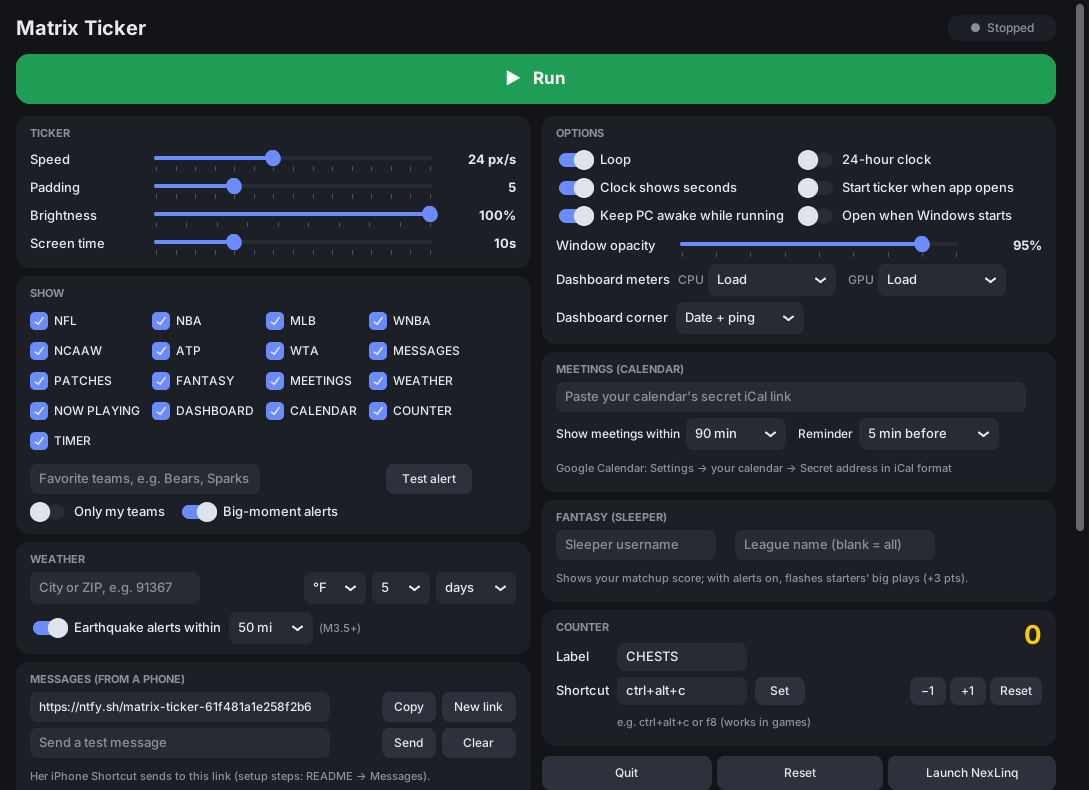 Matrix Ticker
Stopped
Run
TICKER
Speed 24 px/s
Padding 5
Brightness 100%
Screen time 10s
SHOW
NFL NBA MLB WNBA
NCAAW ATP WTA MESSAGES
PATCHES FANTASY MEETINGS WEATHER
NOW PLAYING DASHBOARD CALENDAR COUNTER
TIMER
Favorite teams, e.g. Bears, Sparks Test alert
Only my teams Big-moment alerts
WEATHER
City or ZIP, e.g. 91367 °F 5 days
Earthquake alerts within 50 mi (M3.5+)
MESSAGES (FROM A PHONE)
https://ntfy.sh/matrix-ticker-61f481a1e258f2b6 Copy New link
Send a test message Send Clear
Her iPhone Shortcut sends to this link (setup steps: README → Messages).
OPTIONS
Loop 24-hour clock
Clock shows seconds Start ticker when app opens
Keep PC awake while running Open when Windows starts
Window opacity 95%
Dashboard meters CPU Load GPU Load
Dashboard corner Date + ping
MEETINGS (CALENDAR)
Paste your calendar's secret iCal link
Show meetings within 90 min Reminder 5 min before
Google Calendar: Settings → your calendar → Secret address in iCal format
FANTASY (SLEEPER)
Sleeper username League name (blank = all)
Shows your matchup score; with alerts on, flashes starters' big plays (+3 pts).
COUNTER 0
Label CHESTS
Shortcut ctrl+alt+c Set −1 +1 Reset
e.g. ctrl+alt+c or f8 (works in games)
Quit Reset Launch NexLinq